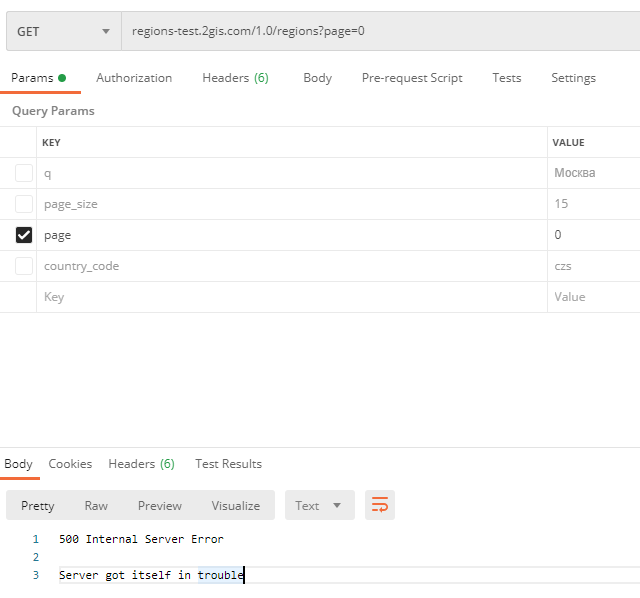 GET regions-test.2gis.com/1.0/regions?page=0
Params Authorization Headers (6) Body Pre-request Script Tests Settings
Query Params
KEY VALUE
q Москва
page_size 15
page 0
country_code czs
Key Value
Body Cookies Headers (6) Test Results
Pretty Raw Preview Visualize Text
1 500 Internal Server Error
2
3 Server got itself in trouble